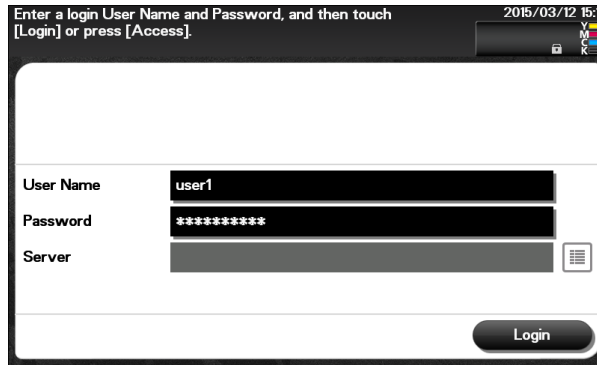 Enter a login User Name and Password, and then touch
[Login] or press [Access].
2015/03/12 15:
Y
M
C
K
User Name
user1
Password
**********
Server
Login